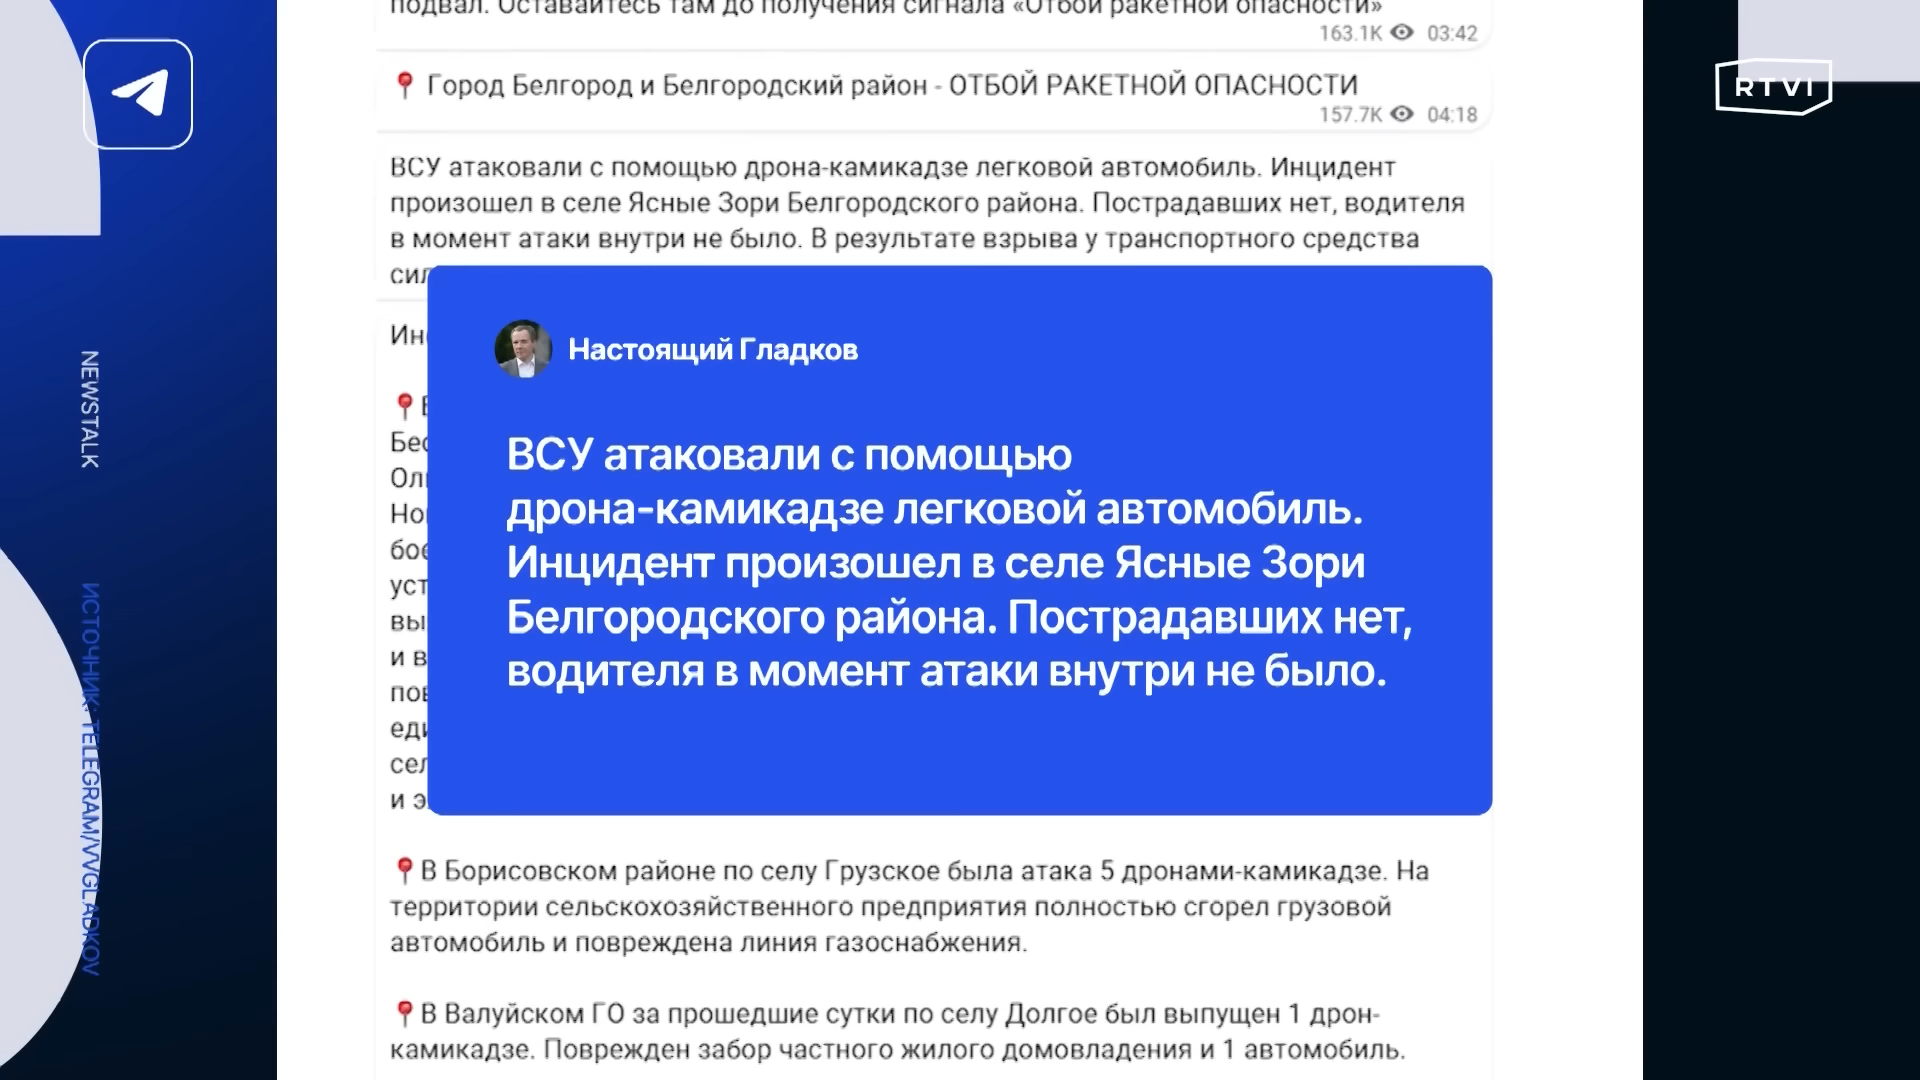 подвал. Оставайтесь там до получения сигнала «Отбой ракетной опасности»
163.1K 03:42
Город Белгород и Белгородский район - ОТБОЙ РАКЕТНОЙ ОПАСНОСТИ
157.7K 04:18
ВСУ атаковали с помощью дрона-камикадзе легковой автомобиль. Инцидент
произошел в селе Ясные Зори Белгородского района. Пострадавших нет, водителя
в момент атаки внутри не было. В результате взрыва у транспортного средства
Настоящий Гладков
ВСУ атаковали с помощью
дрона-камикадзе легковой автомобиль.
Инцидент произошел в селе Ясные Зори
Белгородского района. Пострадавших нет,
водителя в момент атаки внутри не было.
В Борисовском районе по селу Грузское была атака 5 дронами-камикадзе. На
территории сельскохозяйственного предприятия полностью сгорел грузовой
автомобиль и повреждена линия газоснабжения.
В Валуйском ГО за прошедшие сутки по селу Долгое был выпущен 1 дрон-
камикадзе. Поврежден забор частного жилого домовладения и 1 автомобиль.
NEWSTALK
ИСТОЧНИК: TELEGRAM/VVGLADKOV
RTVI